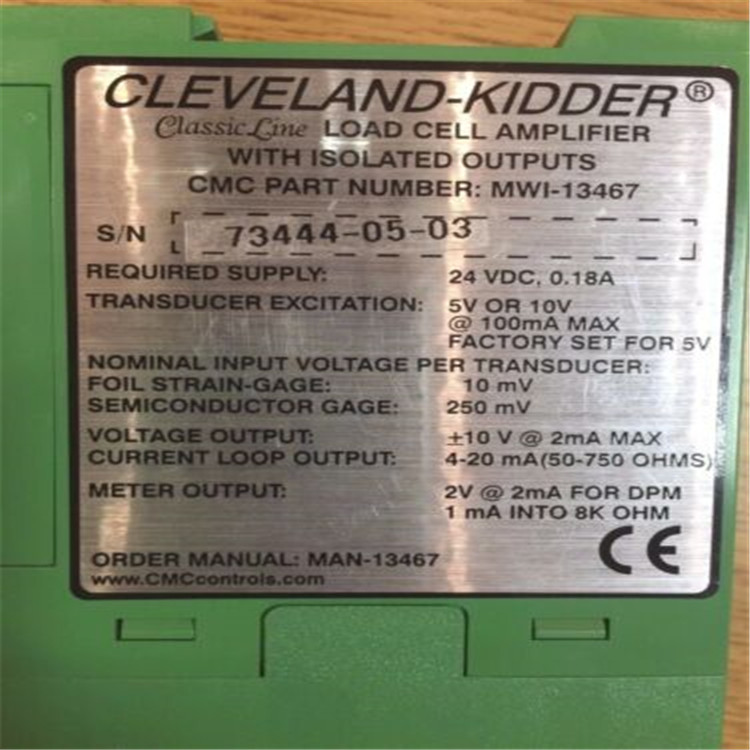 CLEVELAND-KIDDER®
Classic Line LOAD CELL AMPLIFIER
WITH ISOLATED OUTPUTS
CMC PART NUMBER: MWI-13467
S/N 73444-05-03
REQUIRED SUPPLY: 24 VDC, 0.18A
TRANSDUCER EXCITATION: 5V OR 10V
@ 100mA MAX
FACTORY SET FOR 5V
NOMINAL INPUT VOLTAGE PER TRANSDUCER:
FOIL STRAIN-GAGE: 10 mV
SEMICONDUCTOR GAGE: 250 mV
VOLTAGE OUTPUT: ±10 V @ 2mA MAX
CURRENT LOOP OUTPUT: 4-20 mA(50-750 OHMS)
METER OUTPUT: 2V @ 2mA FOR DPM
1 mA INTO 8K OHM
CE
ORDER MANUAL: MAN-13467
www.CMCcontrols.com